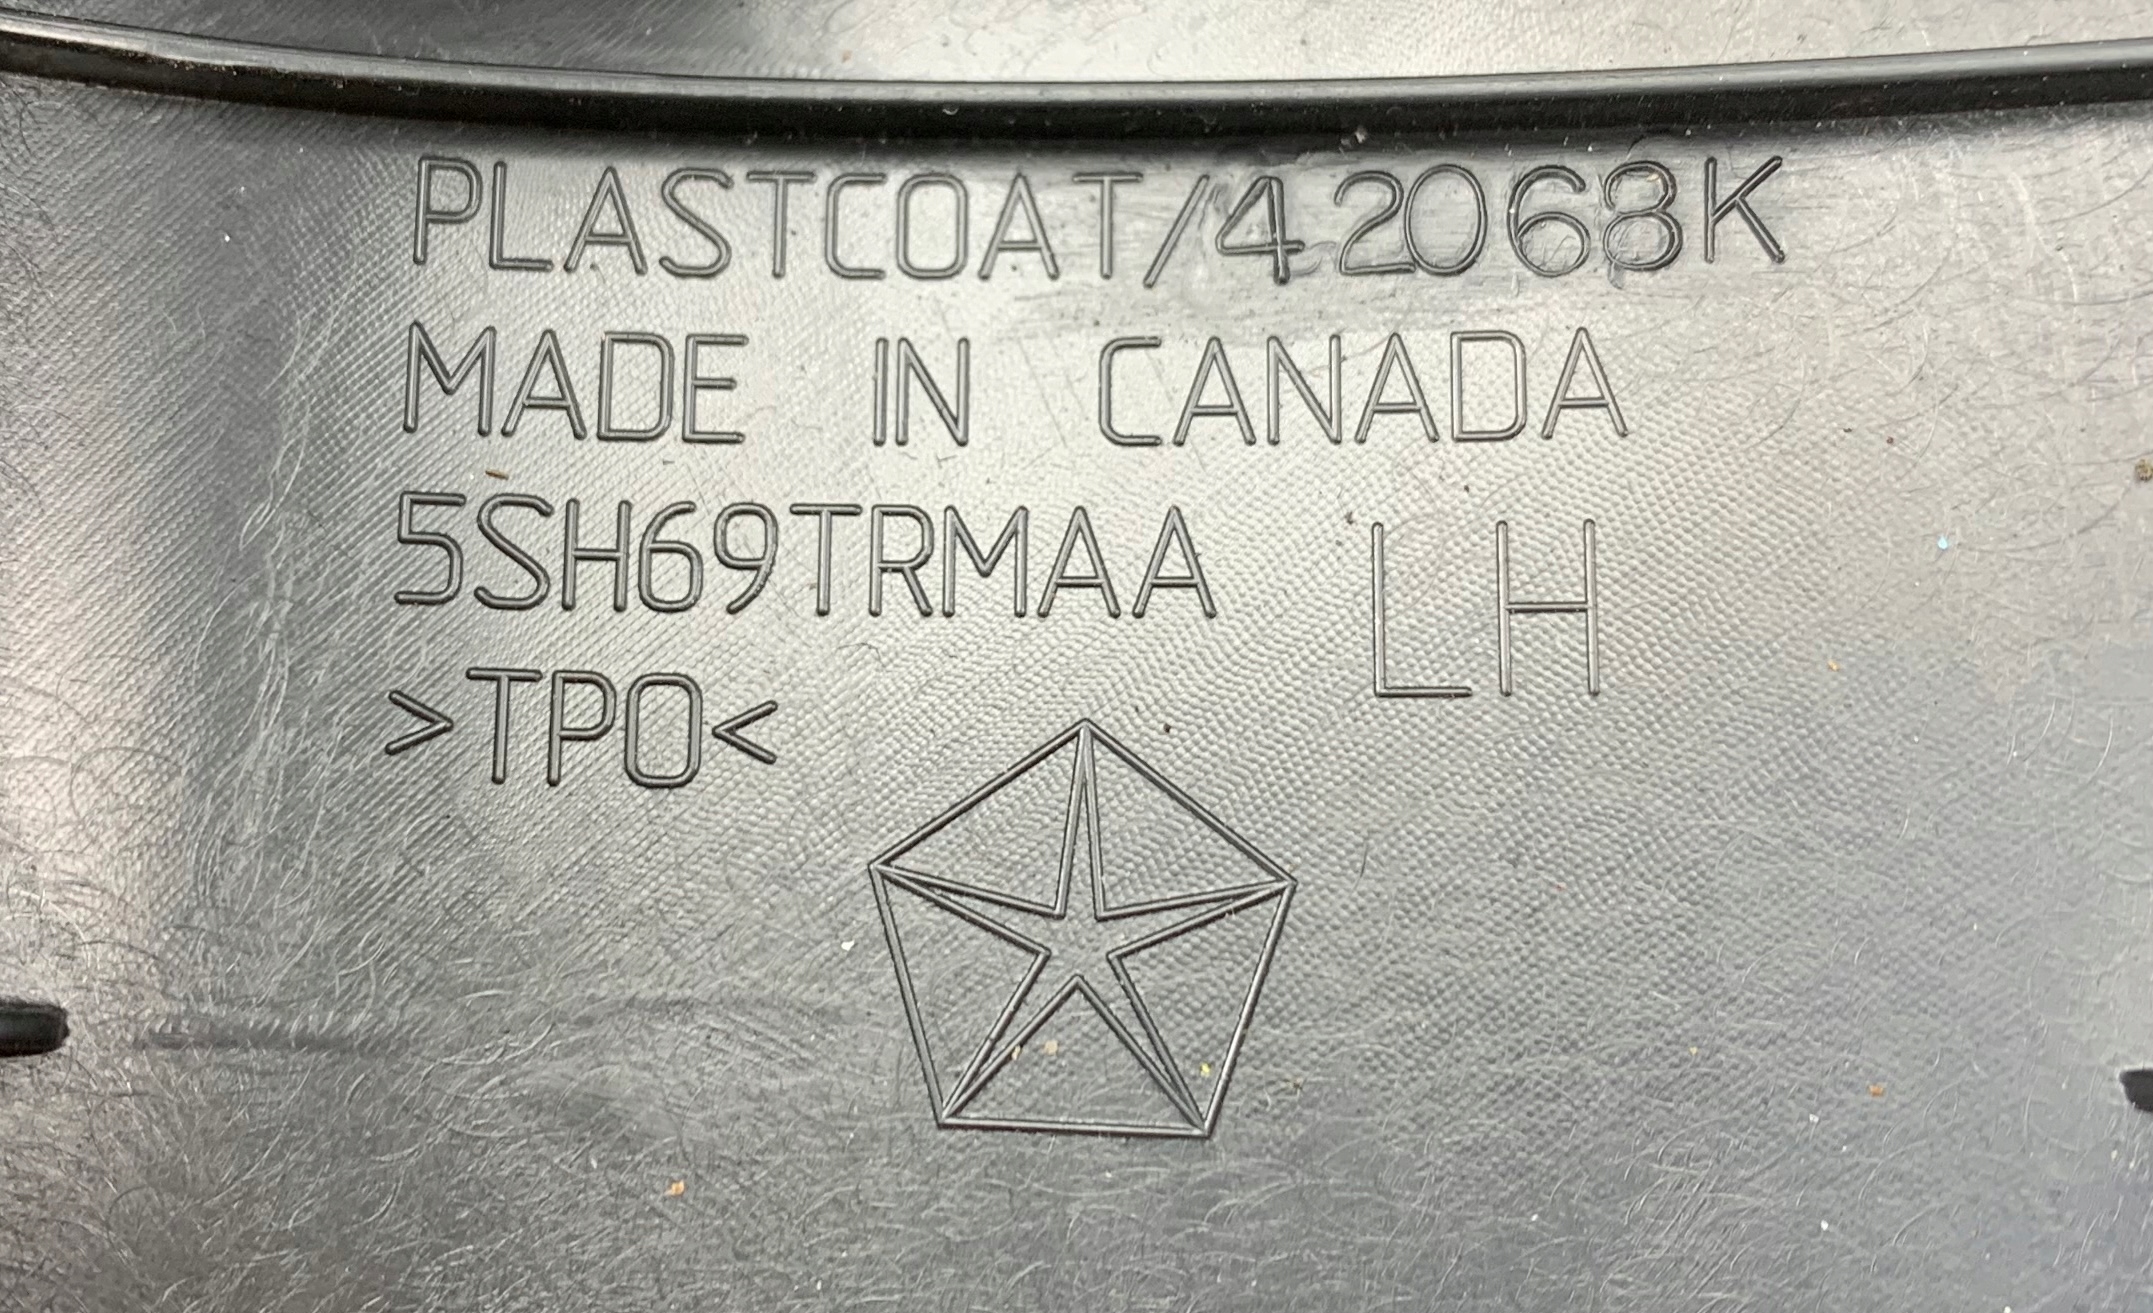 PLASTCOAT/42068K
MADE IN CANADA
5SH69TRMAA LH
>TPO<